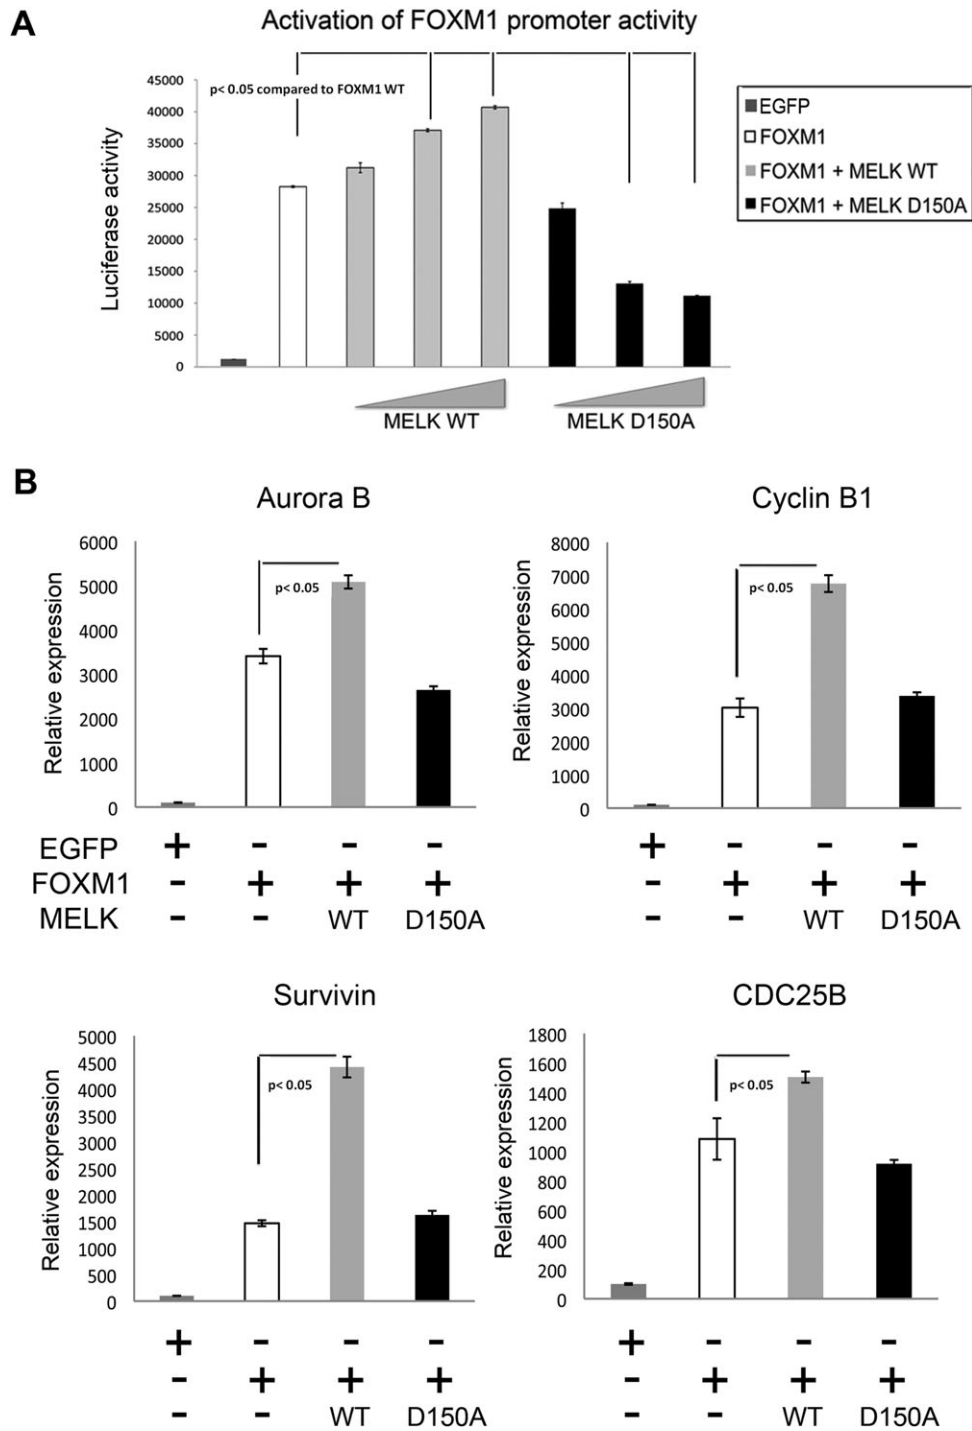 A
Activation of FOXM1 promoter activity
45000
40000
35000
30000
25000
20000
15000
10000
5000
0
Luciferase activity
p< 0.05 compared to FOXM1 WT
EGFP
FOXM1
FOXM1 + MELK WT
FOXM1 + MELK D150A
MELK WT
MELK D150A
B
Aurora B
6000
5000
4000
3000
2000
1000
0
Relative expression
p< 0.05
Cyclin B1
8000
7000
6000
5000
4000
3000
2000
1000
0
Relative expression
p< 0.05
EGFP + - - - + - - -
FOXM1 - + + + - + + +
MELK - - WT D150A - - WT D150A
Survivin
5000
4500
4000
3500
3000
2500
2000
1500
1000
500
0
Relative expression
p< 0.05
CDC25B
1800
1600
1400
1200
1000
800
600
400
200
0
Relative expression
p< 0.05
+ - - - + - - -
- + + + - + + +
- - WT D150A - - WT D150A